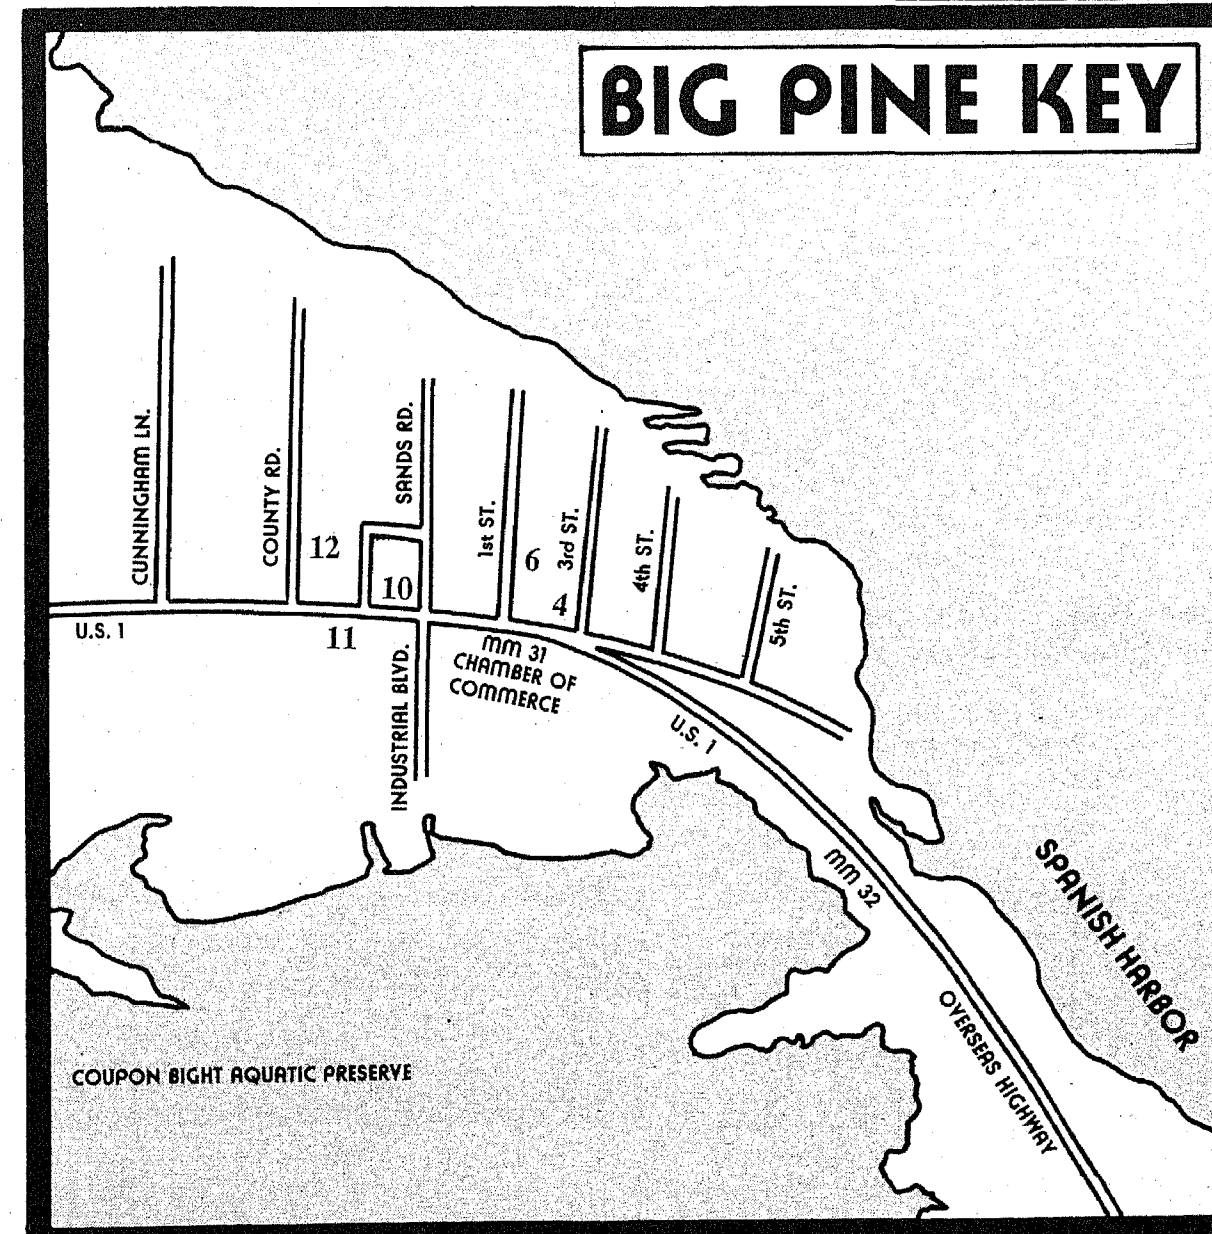 BIG PINE KEY
CUNNINGHAM LN.
COUNTY RD.
SANDS RD.
1st ST.
3rd ST.
4th ST.
5th ST.
12
10
6
4
U.S. 1
11
INDUSTRIAL BLVD.
MM 31
CHAMBER OF
COMMERCE
U.S. 1
MM 32
SPANISH HARBOR
OVERSEAS HIGHWAY
COUPON BIGHT AQUATIC PRESERVE